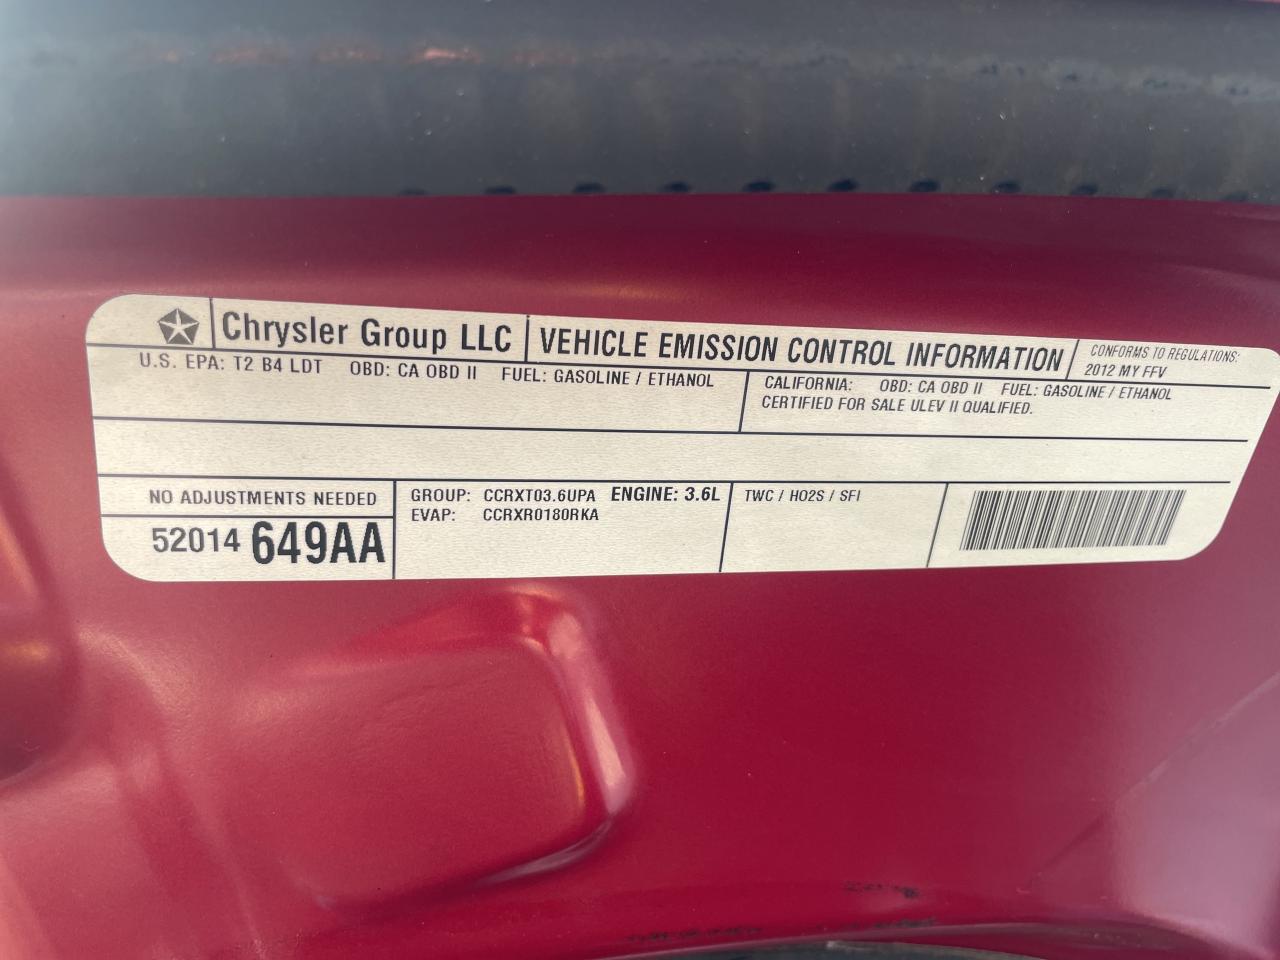 Chrysler Group LLC VEHICLE EMISSION CONTROL INFORMATION CONFORMS TO REGULATIONS:
2012 MY FFV
U.S. EPA: T2 B4 LDT OBD: CA OBD II FUEL: GASOLINE / ETHANOL
CALIFORNIA: OBD: CA OBD II FUEL: GASOLINE / ETHANOL
CERTIFIED FOR SALE ULEV II QUALIFIED.
NO ADJUSTMENTS NEEDED
52014 649AA
GROUP: CCRXT03.6UPA ENGINE: 3.6L
EVAP: CCRXR0180RKA
TWC / HO2S / SFI